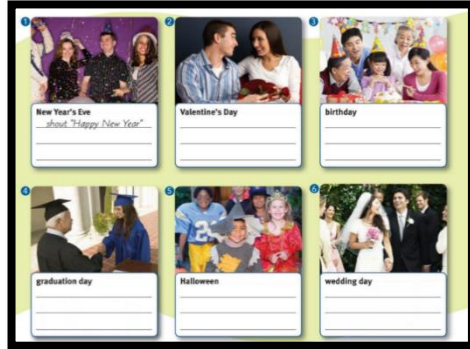 1
2
3
New Year's Eve
shout "Happy New Year"
Valentine's Day
birthday
4
5
6
graduation day
Halloween
wedding day